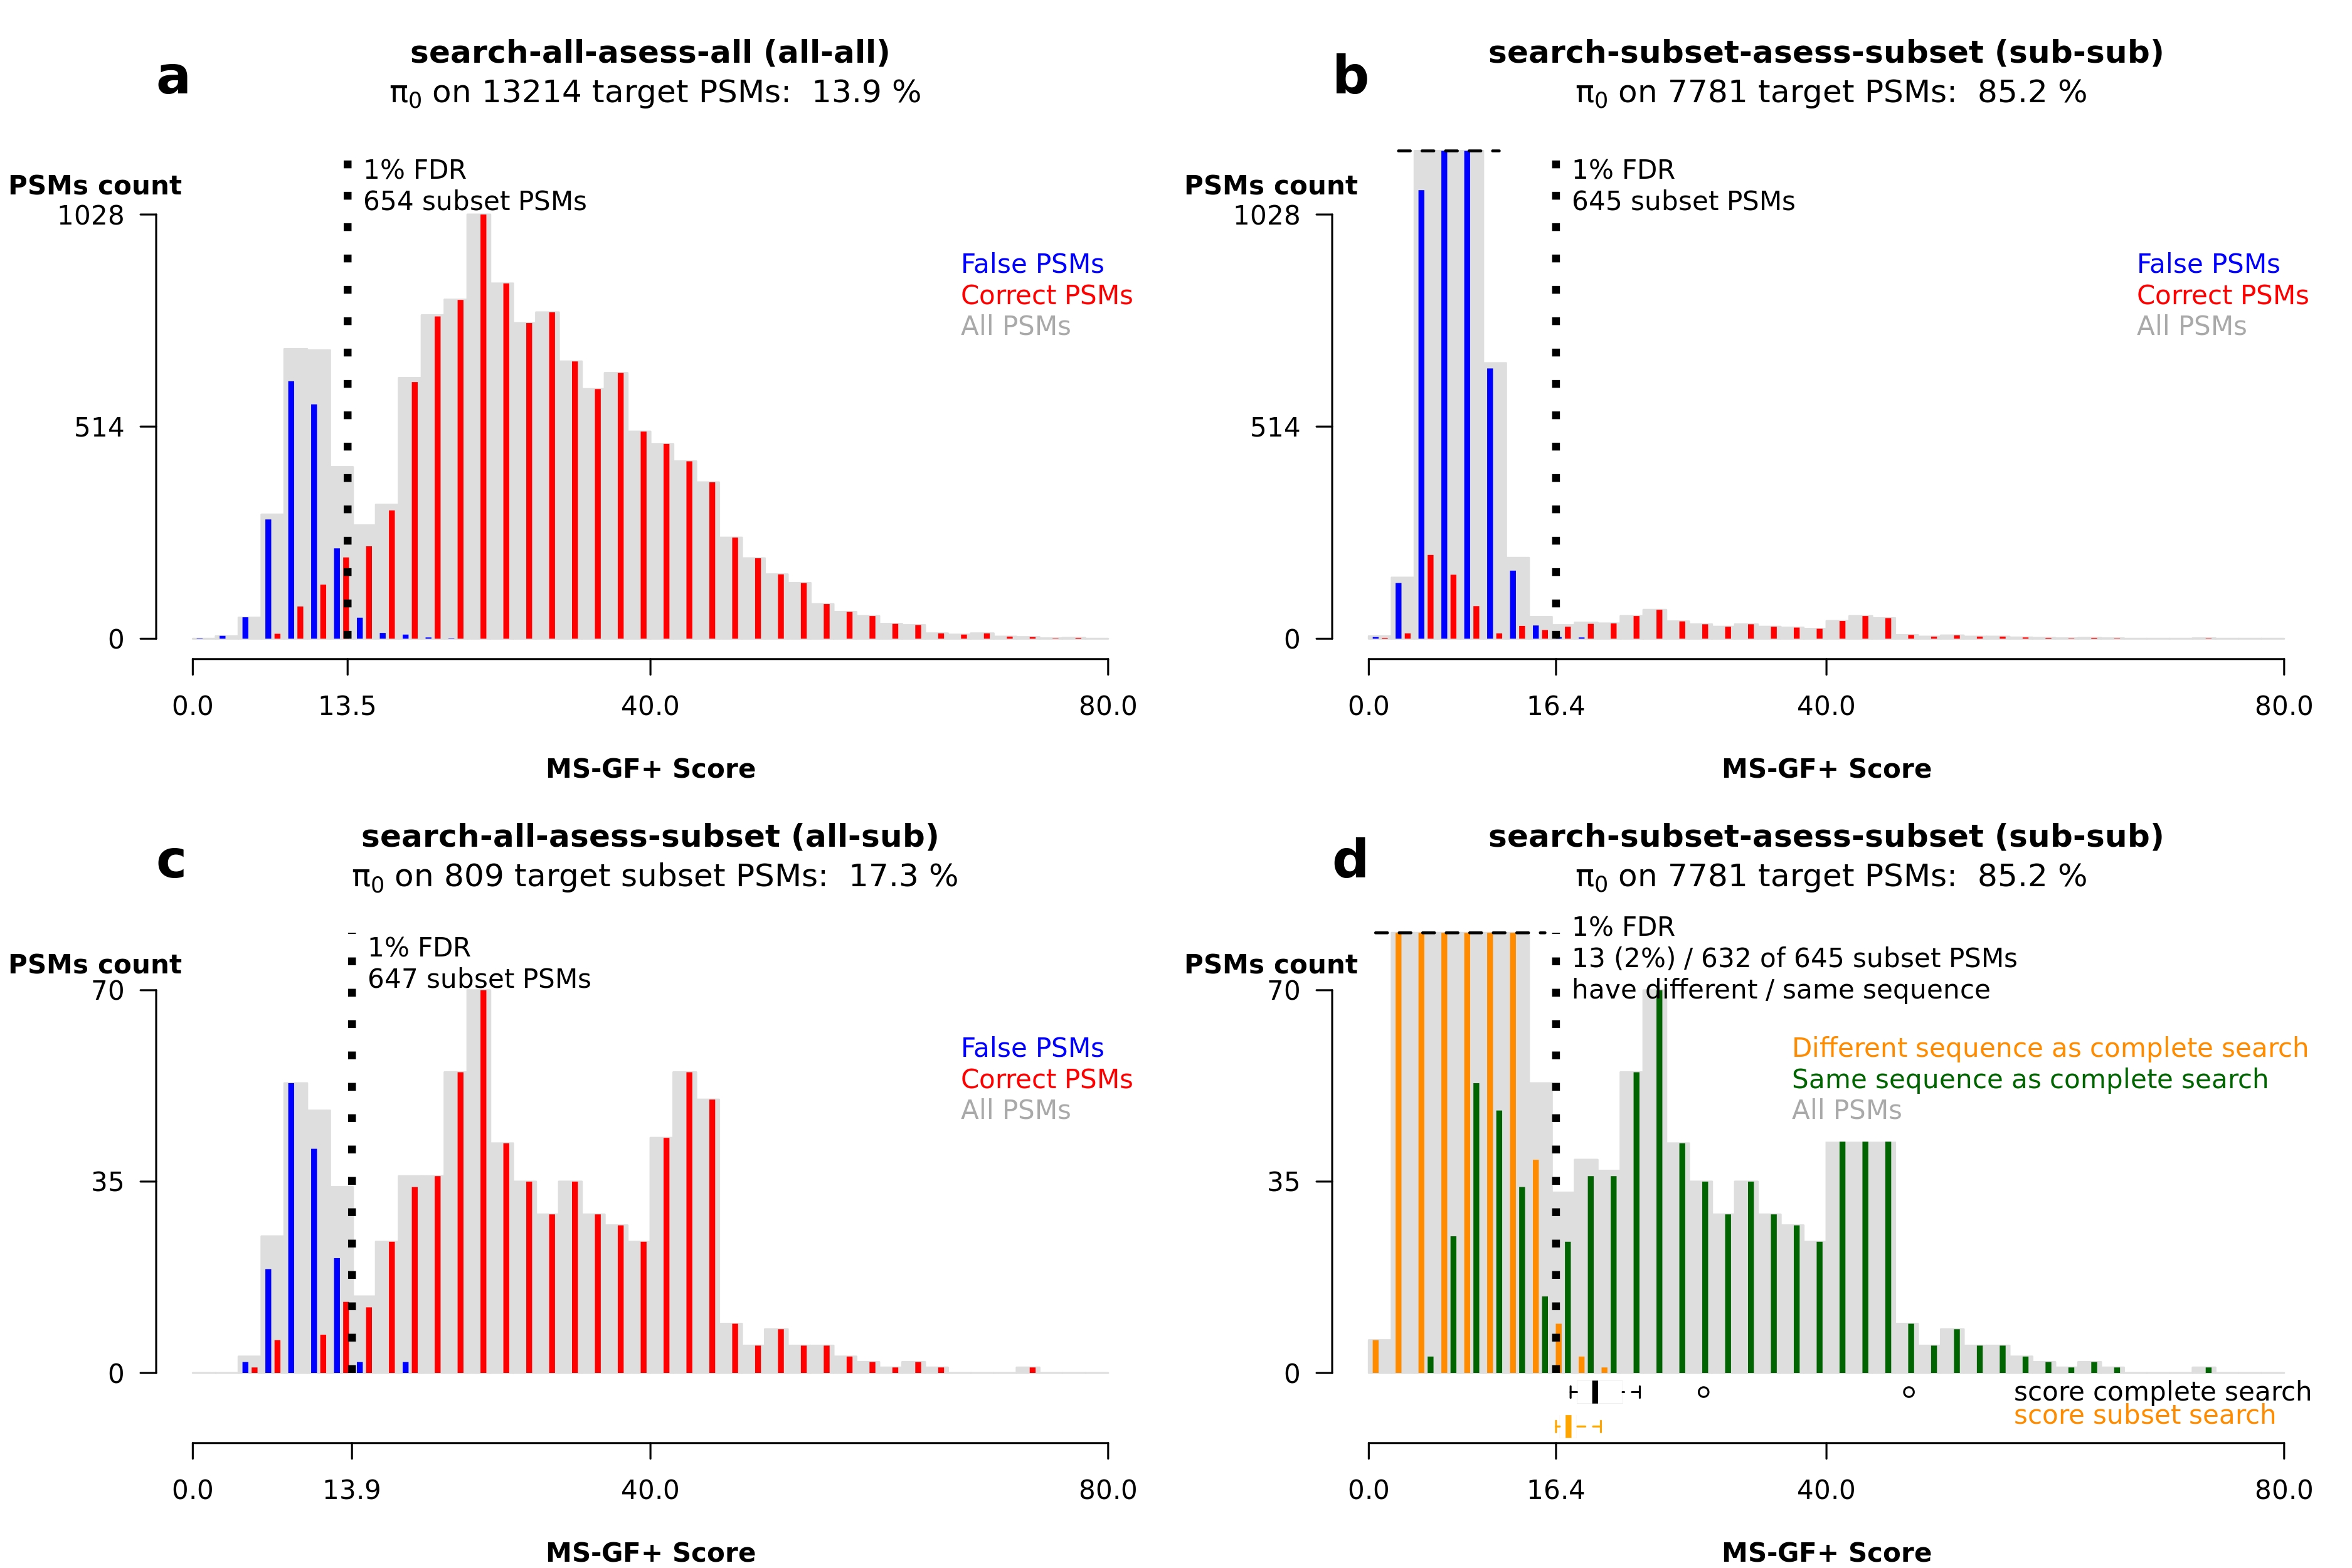 a
search-all-asess-all (all-all)
π0 on 13214 target PSMs: 13.9 %
PSMs count
1028
514
0
1% FDR
654 subset PSMs
False PSMs
Correct PSMs
All PSMs
0.0
13.5
40.0
80.0
MS-GF+ Score
b
search-subset-asess-subset (sub-sub)
π0 on 7781 target PSMs: 85.2 %
PSMs count
1028
514
0
1% FDR
645 subset PSMs
False PSMs
Correct PSMs
All PSMs
0.0
16.4
40.0
80.0
MS-GF+ Score
c
search-all-asess-subset (all-sub)
π0 on 809 target subset PSMs: 17.3 %
PSMs count
70
35
0
1% FDR
647 subset PSMs
False PSMs
Correct PSMs
All PSMs
0.0
13.9
40.0
80.0
MS-GF+ Score
d
search-subset-asess-subset (sub-sub)
π0 on 7781 target PSMs: 85.2 %
PSMs count
70
35
0
1% FDR
13 (2%) / 632 of 645 subset PSMs
have different / same sequence
Different sequence as complete search
Same sequence as complete search
All PSMs
score complete search
score subset search
0.0
16.4
40.0
80.0
MS-GF+ Score